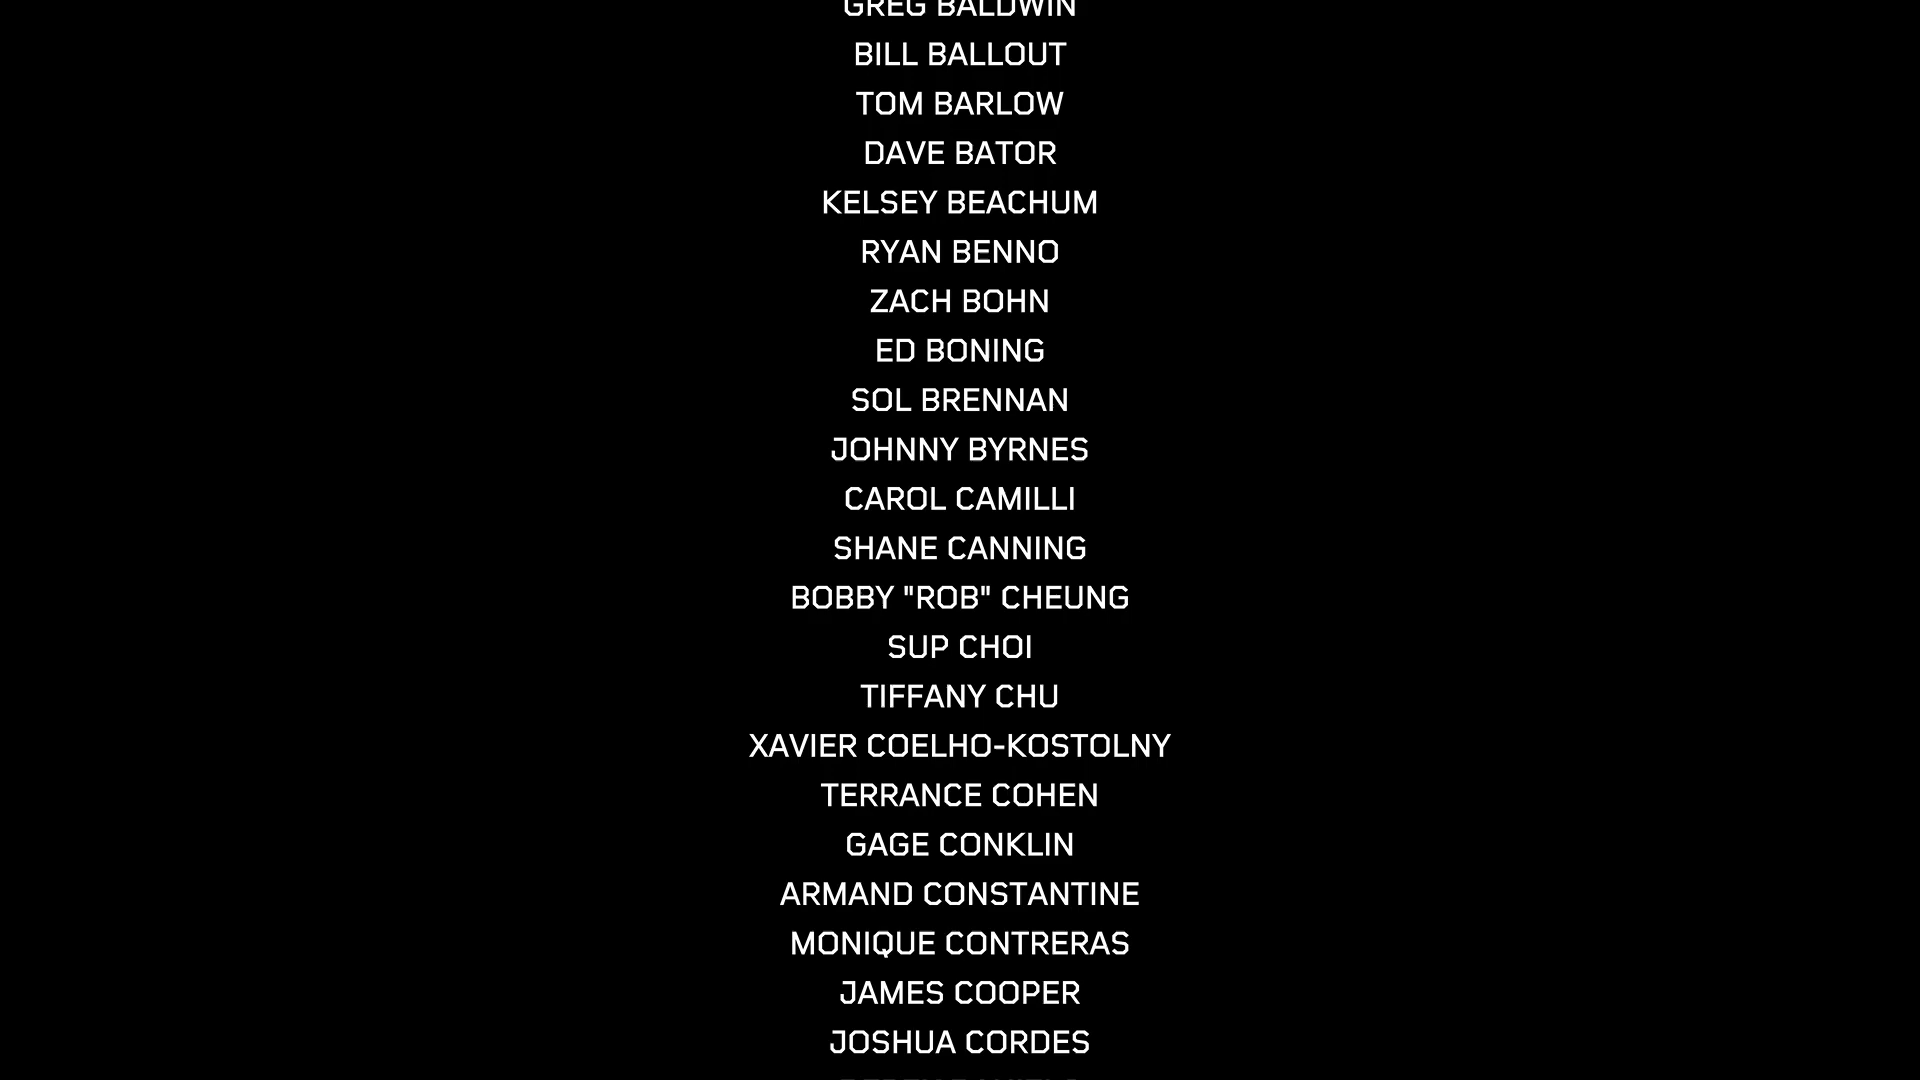 GREG BALDWIN
BILL BALLOUT
TOM BARLOW
DAVE BATOR
KELSEY BEACHUM
RYAN BENNO
ZACH BOHN
ED BONING
SOL BRENNAN
JOHNNY BYRNES
CAROL CAMILLI
SHANE CANNING
BOBBY "ROB" CHEUNG
SUP CHOI
TIFFANY CHU
XAVIER COELHO-KOSTOLNY
TERRANCE COHEN
GAGE CONKLIN
ARMAND CONSTANTINE
MONIQUE CONTRERAS
JAMES COOPER
JOSHUA CORDES